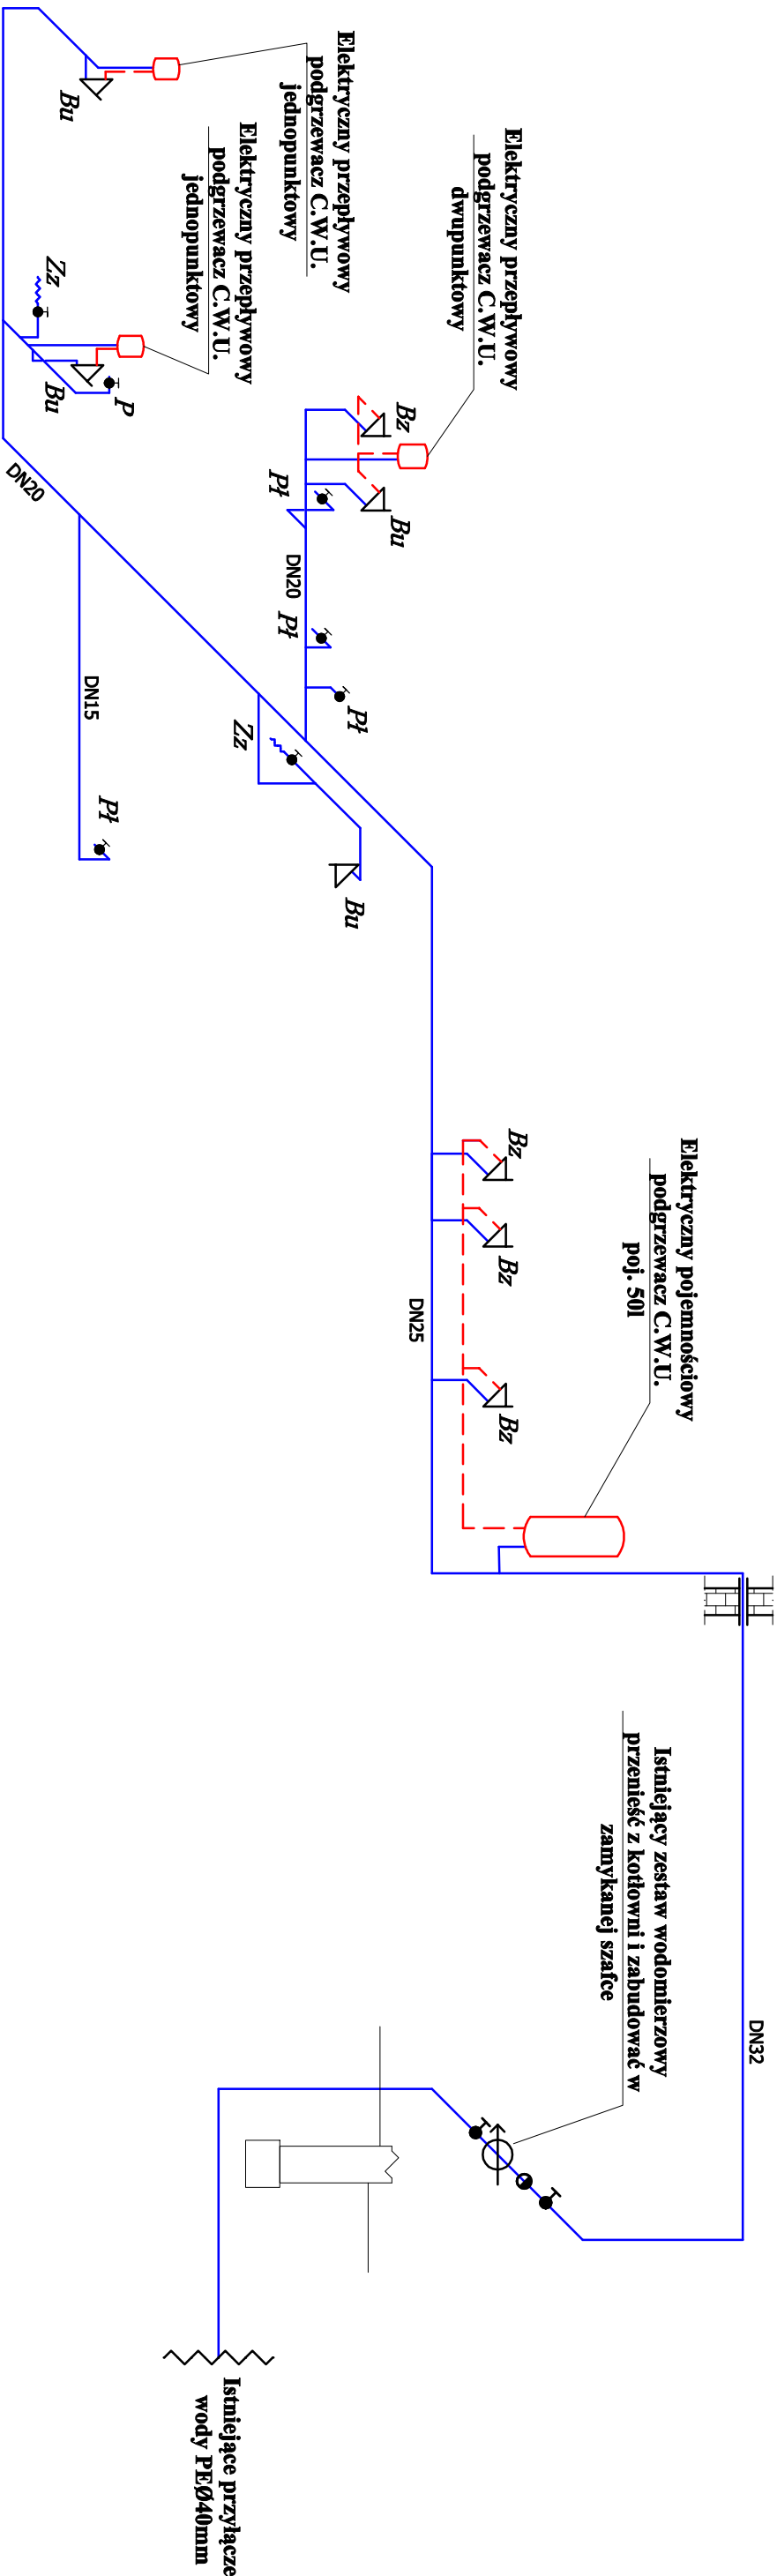 Elektryczny przepływowy
podgrzewacz C.W.U.
jednopunktowy
Bu
Elektryczny przepływowy
podgrzewacz C.W.U.
jednopunktowy
Zz
Bu
P
Elektryczny przepływowy
podgrzewacz C.W.U.
dwupunktowy
Bz
Bu
Pł
DN20
Pł
Pł
DN20
DN15
Pł
Zz
Bu
Bz
Bz
Bz
DN25
Elektryczny pojemnościowy
podgrzewacz C.W.U.
poj. 50l
DN32
Istniejący zestaw wodomierzowy
przenieść z kotłowni i zabudować w
zamykanej szafce
Istniejące przyłącze
wody PEØ40mm